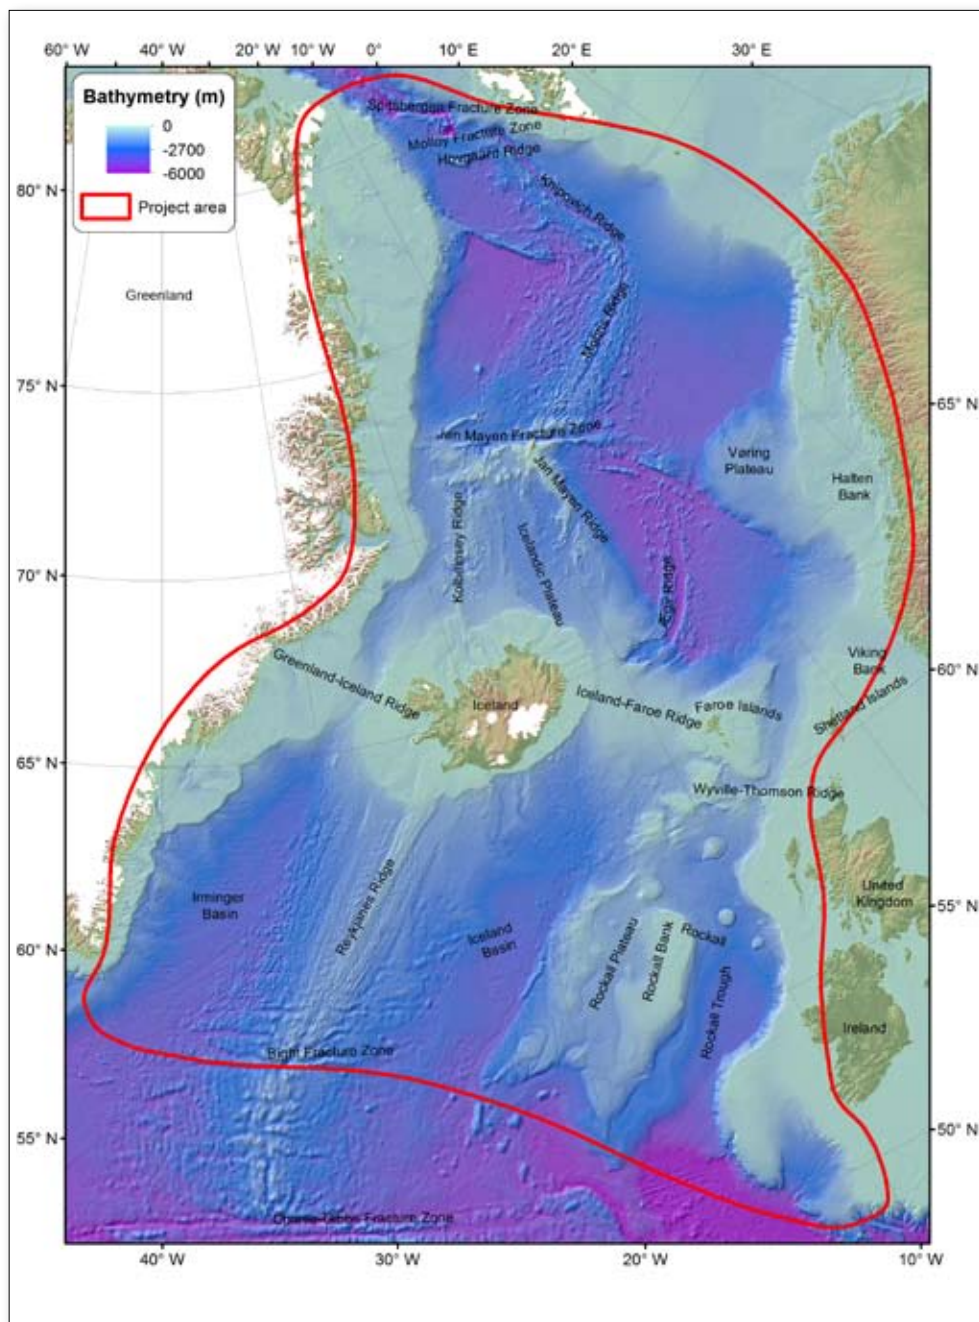 60° W
40° W
20° W
10° W
0°
10° E
20° E
30° E
Bathymetry (m)
0
-2700
-6000
Project area
Spitsbergen Fracture Zone
Molloy Fracture Zone
Hovgaard Ridge
Knipovich Ridge
80° N
Greenland
Mohns Ridge
75° N
65° N
Jan Mayen Fracture Zone
Vøring
Plateau
Halten
Bank
Jan Mayen Ridge
Kolbeinsey Ridge
Icelandic Plateau
Ægir Ridge
70° N
60° N
Viking
Bank
Shetland Islands
Greenland-Iceland Ridge
Iceland
Iceland-Faroe Ridge
Faroe Islands
65° N
Wyville-Thomson Ridge
United
Kingdom
55° N
Irminger
Basin
Reykjanes Ridge
Iceland
Basin
Rockall Plateau
Rockall Bank
Rockall
Rockall Trough
60° N
Ireland
Bight Fracture Zone
55° N
50° N
Charlie-Gibbs Fracture Zone
40° W
30° W
20° W
10° W